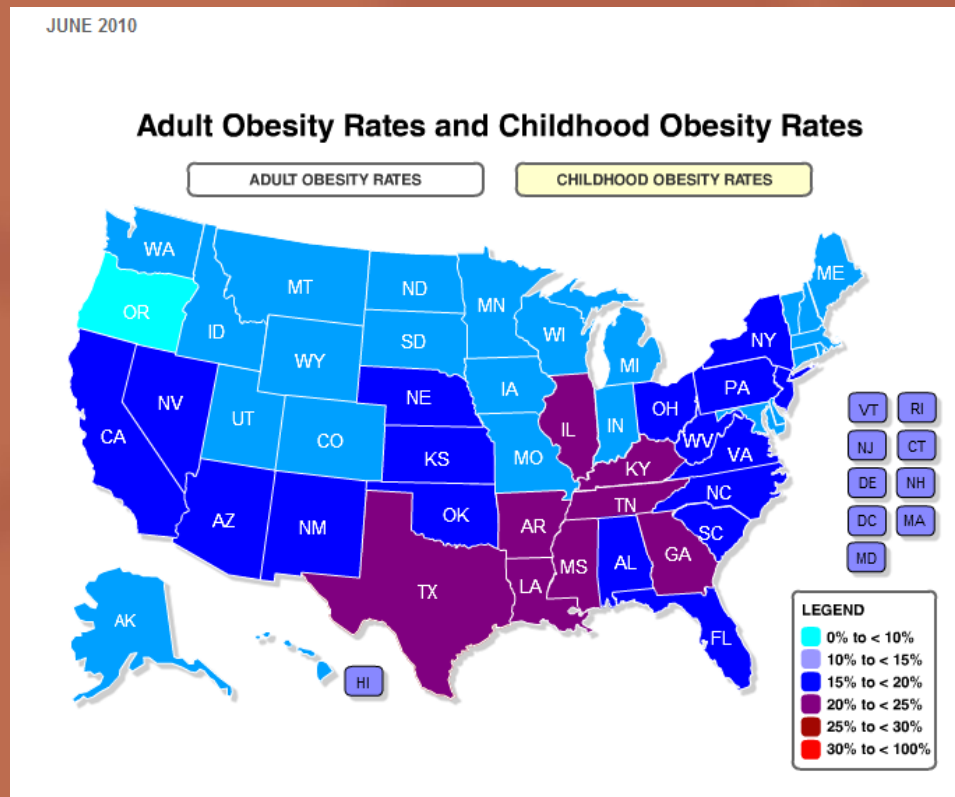 JUNE 2010
Adult Obesity Rates and Childhood Obesity Rates
ADULT OBESITY RATES
CHILDHOOD OBESITY RATES
WA
MT
ND
MN
ME
OR
ID
SD
WI
MI
NY
WY
IA
PA
NV
UT
CO
NE
IL
IN
OH
CA
KS
MO
KY
WV
VA
AZ
NM
OK
AR
TN
NC
SC
TX
LA
MS
AL
GA
FL
AK
HI
VT RI
NJ CT
DE NH
DC MA
MD
LEGEND
0% to < 10%
10% to < 15%
15% to < 20%
20% to < 25%
25% to < 30%
30% to < 100%